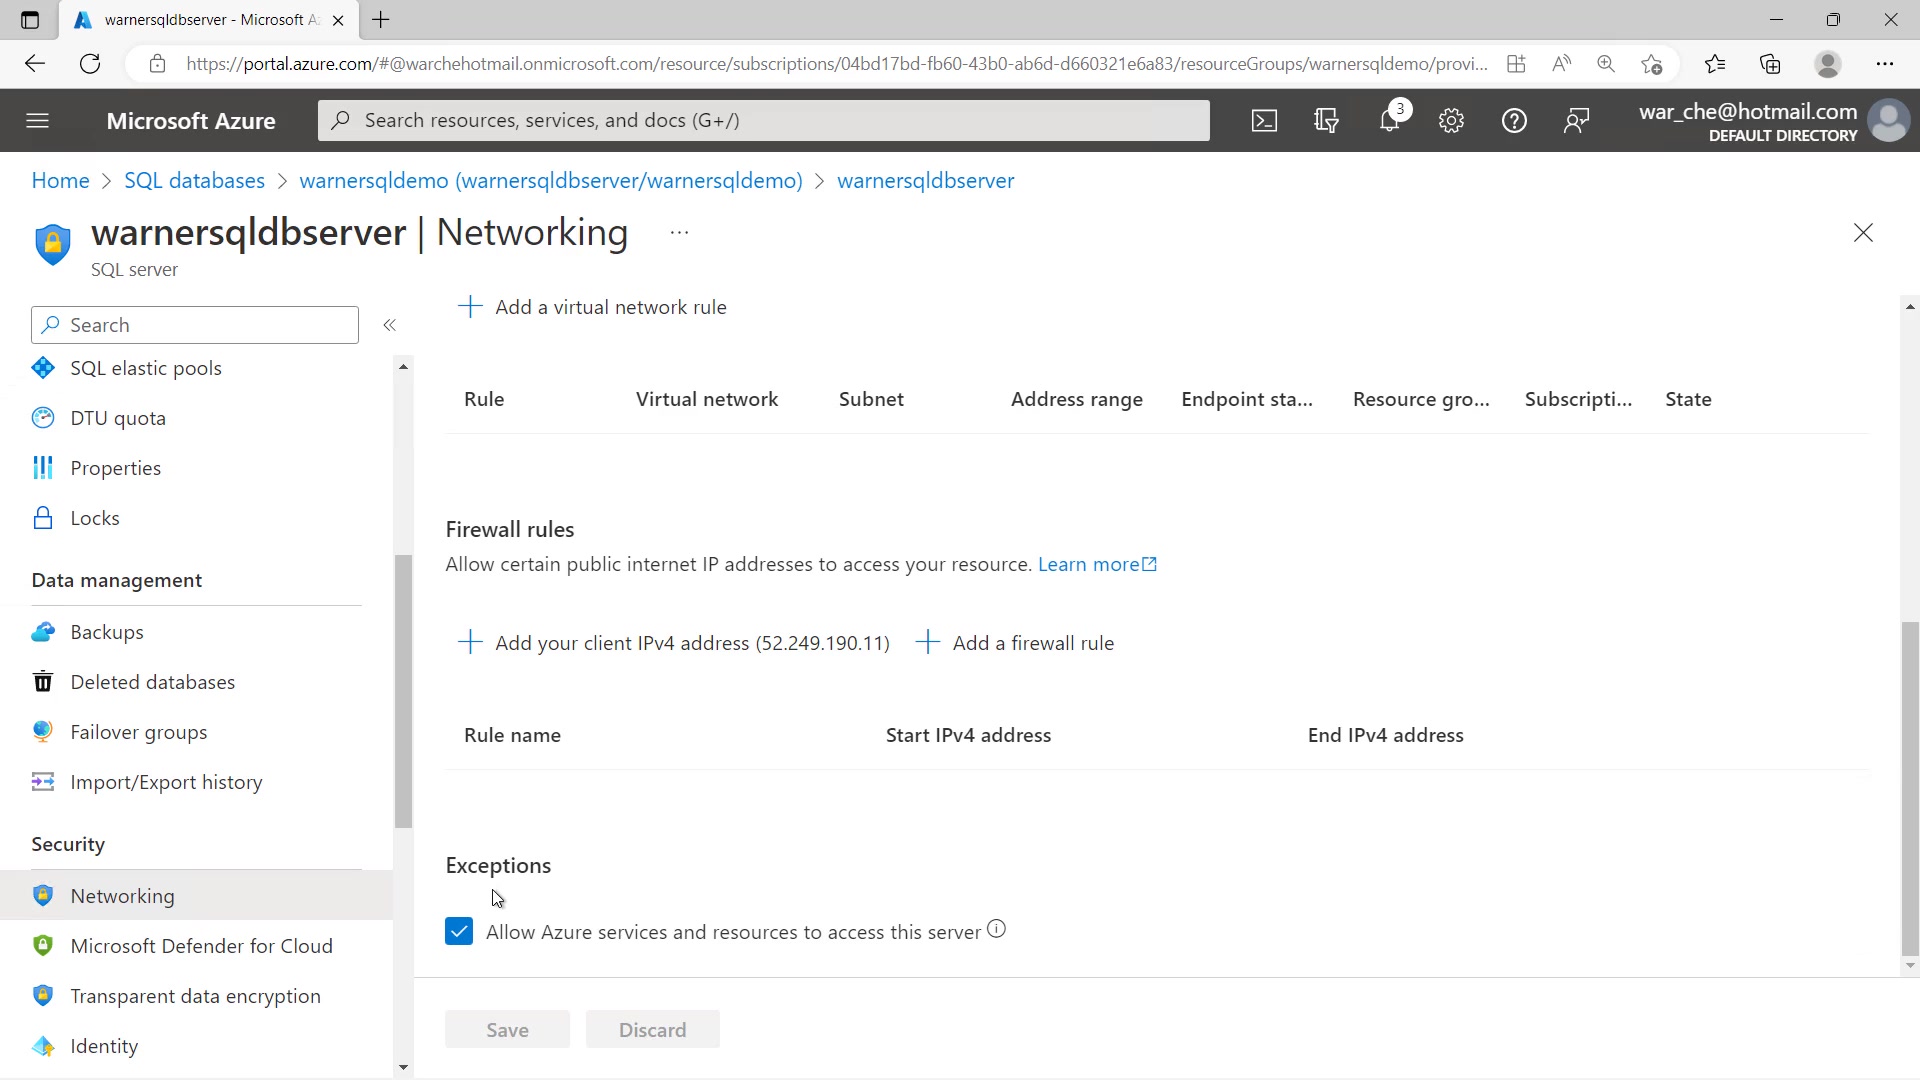 warnersqldbserver - Microsoft A
https://portal.azure.com/#@warchehotmail.onmicrosoft.com/resource/subscriptions/04bd17bd-fb60-43b0-ab6d-d660321e6a83/resourceGroups/warnersqldemo/provi...
Microsoft Azure
Search resources, services, and docs (G+/)
3
war_che@hotmail.com
DEFAULT DIRECTORY
Home > SQL databases > warnersqldemo (warnersqldbserver/warnersqldemo) > warnersqldbserver
warnersqldbserver | Networking ...
SQL server
Search
SQL elastic pools
DTU quota
Properties
Locks
Data management
Backups
Deleted databases
Failover groups
Import/Export history
Security
Networking
Microsoft Defender for Cloud
Transparent data encryption
Identity
Add a virtual network rule
Rule Virtual network Subnet Address range Endpoint sta... Resource gro... Subscripti... State
Firewall rules
Allow certain public internet IP addresses to access your resource. Learn more
Add your client IPv4 address (52.249.190.11) Add a firewall rule
Rule name Start IPv4 address End IPv4 address
Exceptions
Allow Azure services and resources to access this server
Save Discard